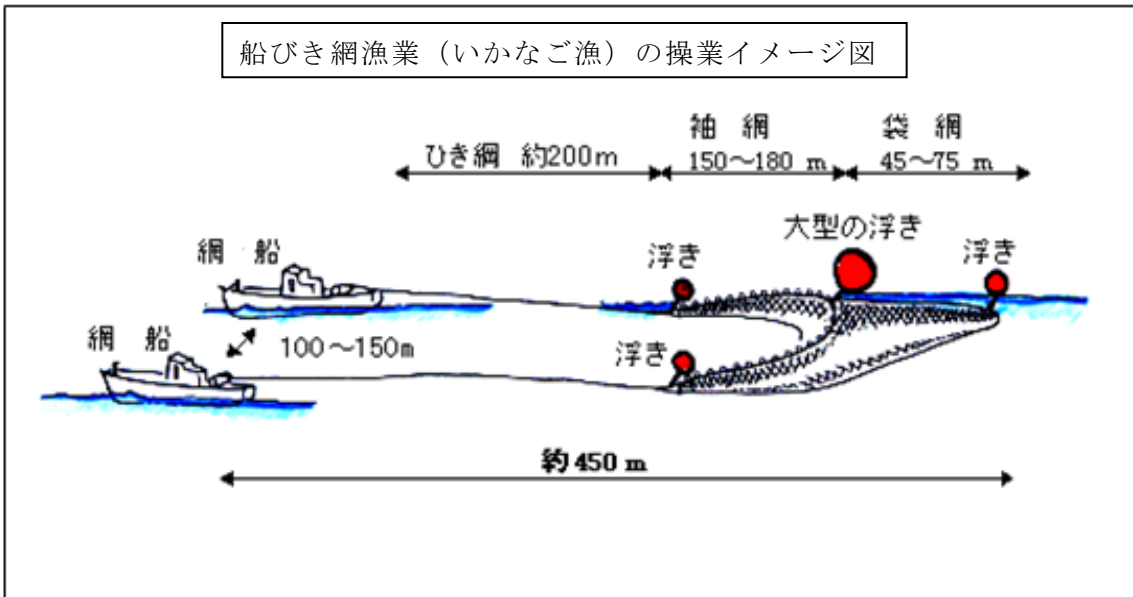 船びき網漁業（いかなご漁）の操業イメージ図
袖 網
袋 網
ひき綱 約200m
150～180 m
45～75 m
大型の浮き
網 船
浮き
浮き
網 船
100～150m
浮き
約450 m